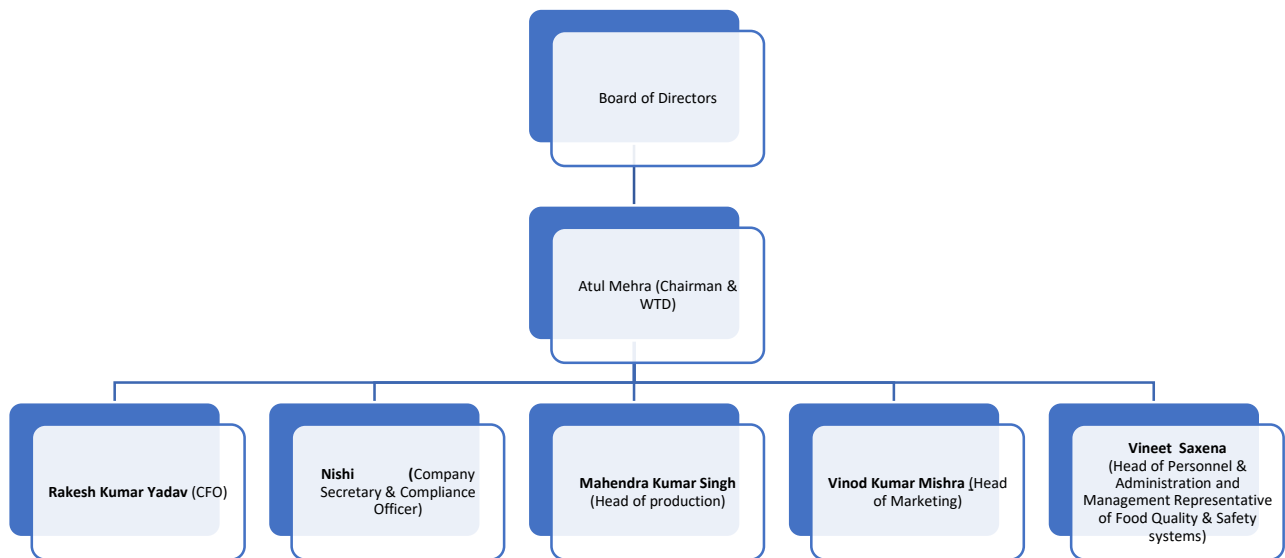 Board of Directors
Atul Mehra (Chairman &
WTD)
Rakesh Kumar Yadav (CFO)
Nishi (Company
Secretary & Compliance
Officer)
Mahendra Kumar Singh
(Head of production)
Vinod Kumar Mishra (Head
of Marketing)
Vineet Saxena
(Head of Personnel &
Administration and
Management Representative
of Food Quality & Safety
systems)